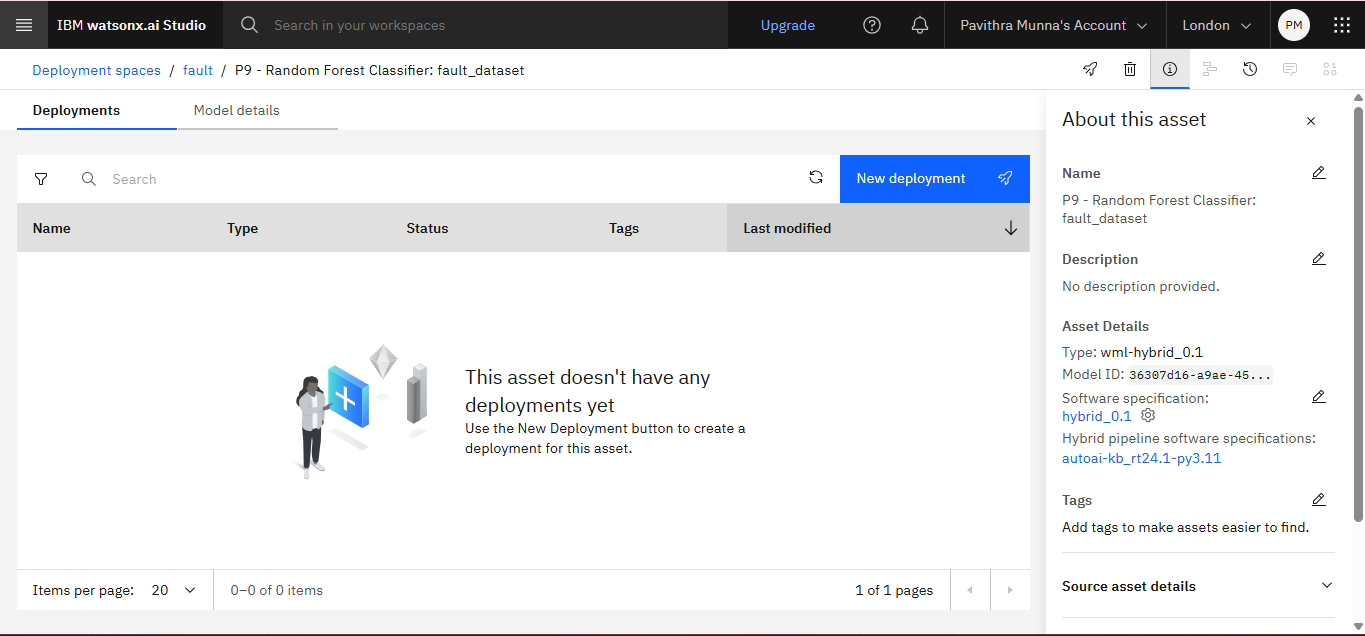 IBM watsonx.ai Studio
Search in your workspaces
Upgrade
Pavithra Munna's Account
London
PM
Deployment spaces / fault / P9 - Random Forest Classifier: fault_dataset
Deployments
Model details
Search
New deployment
Name
Type
Status
Tags
Last modified
This asset doesn't have any
deployments yet
Use the New Deployment button to create a
deployment for this asset.
Items per page: 20
0–0 of 0 items
1 of 1 pages
About this asset
Name
P9 - Random Forest Classifier:
fault_dataset
Description
No description provided.
Asset Details
Type: wml-hybrid_0.1
Model ID: 36307d16-a9ae-45...
Software specification:
hybrid_0.1
Hybrid pipeline software specifications:
autoai-kb_rt24.1-py3.11
Tags
Add tags to make assets easier to find.
Source asset details